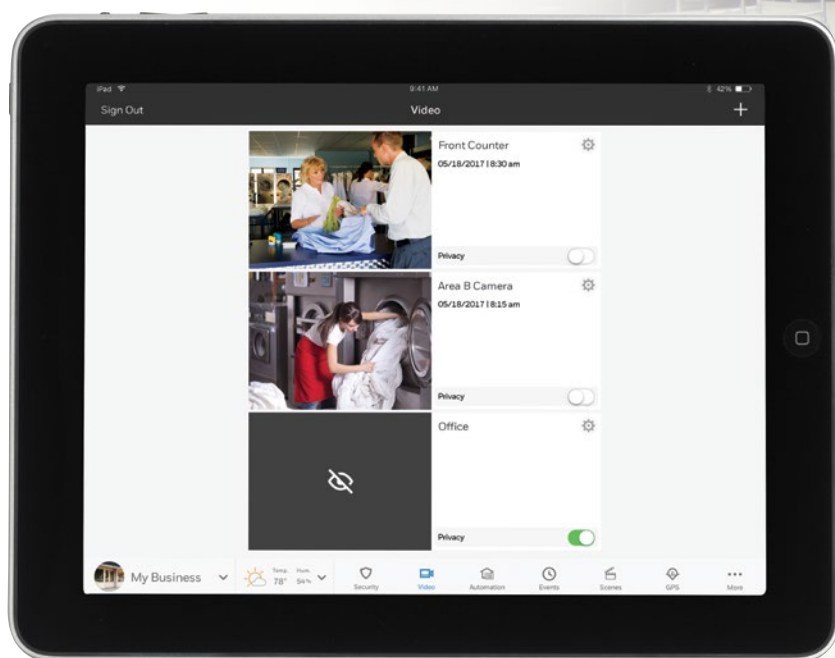 iPad 9:41 AM 42%
Sign Out Video
Front Counter
05/18/2017 | 8:30 am
Privacy
Area B Camera
05/18/2017 | 8:15 am
Privacy
Office
Privacy
My Business
Temp. Hum.
78° 54%
Security Video Automation Events Scenes GPS More